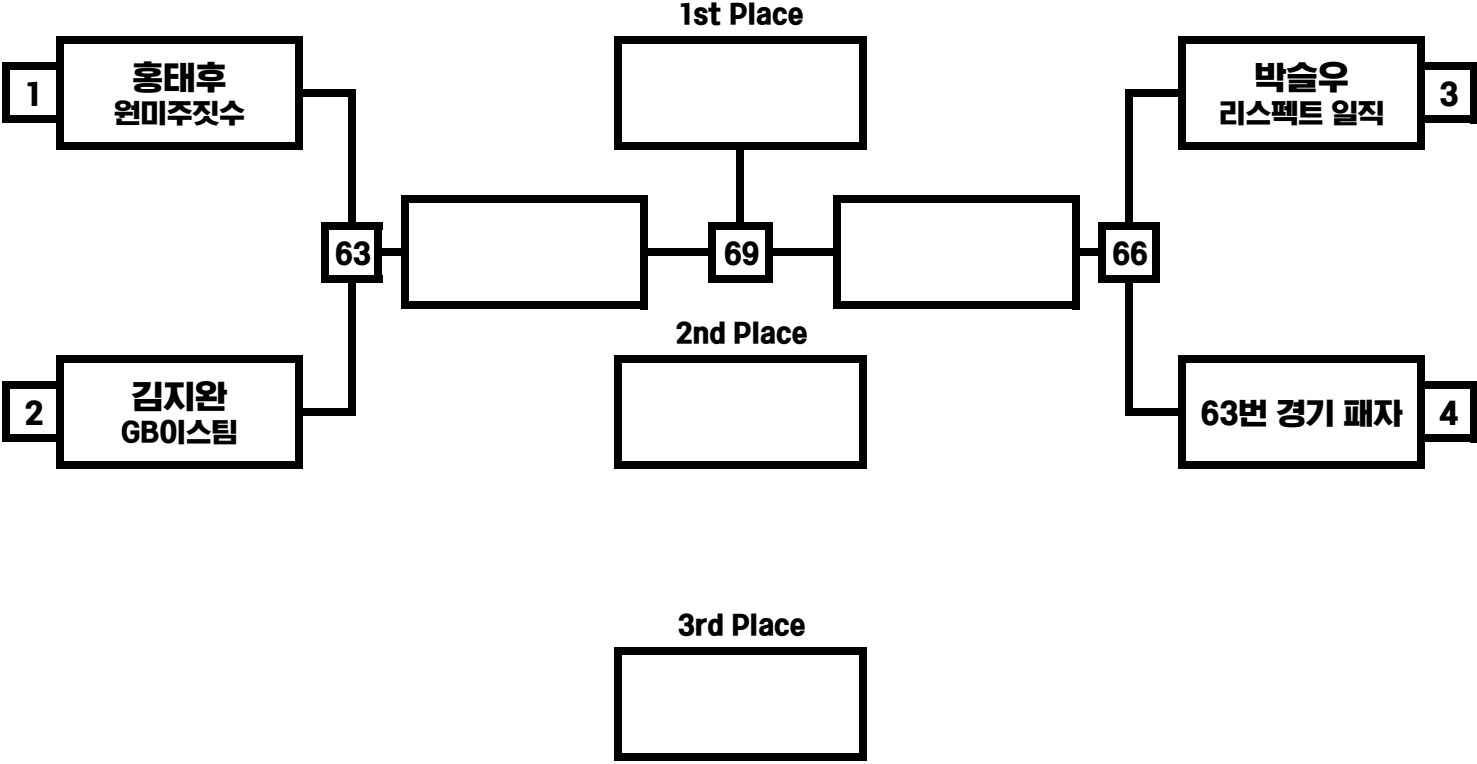 1st Place
1
홍태후
원미주짓수
박슬우
리스펙트 일직
3
63
69
66
2nd Place
2
김지완
GB이스팀
63번 경기 패자
4
3rd Place